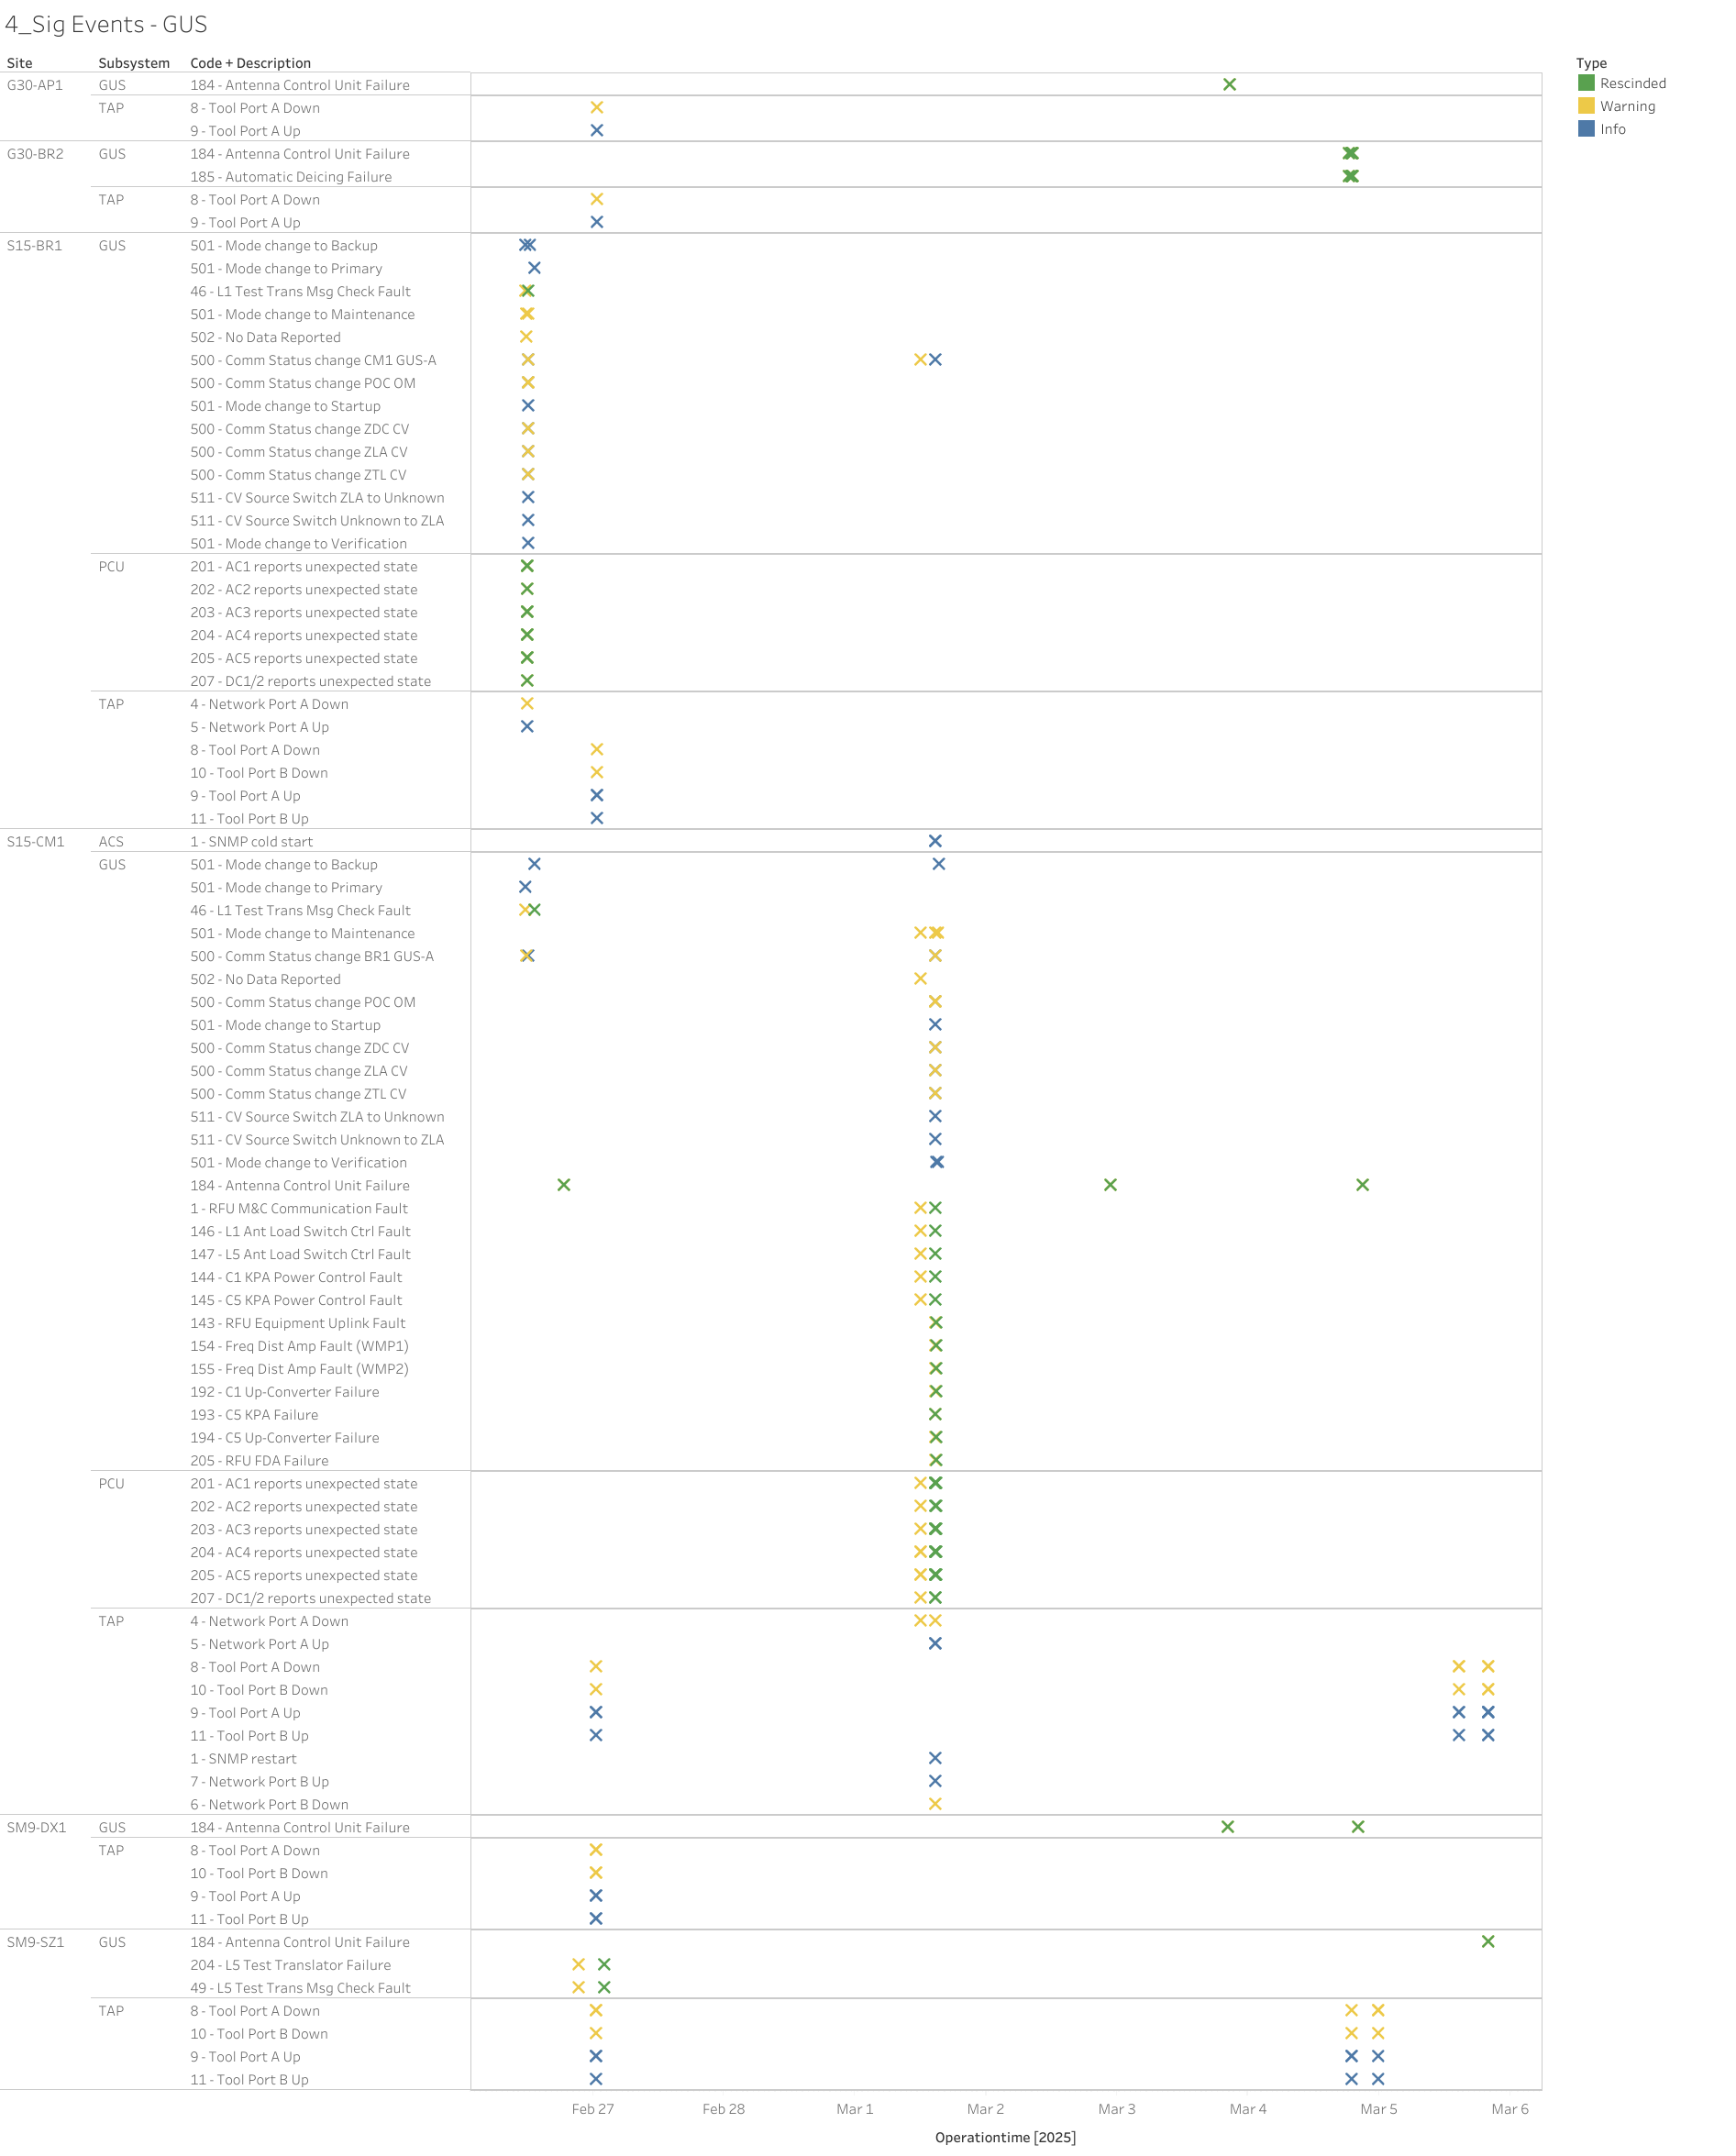 4_Sig Events - GUS
Site Subsystem Code + Description Type
G30-AP1 GUS 184 - Antenna Control Unit Failure Rescinded
TAP 8 - Tool Port A Down Warning
9 - Tool Port A Up Info
G30-BR2 GUS 184 - Antenna Control Unit Failure
185 - Automatic Deicing Failure
TAP 8 - Tool Port A Down
9 - Tool Port A Up
S15-BR1 GUS 501 - Mode change to Backup
501 - Mode change to Primary
46 - L1 Test Trans Msg Check Fault
501 - Mode change to Maintenance
502 - No Data Reported
500 - Comm Status change CM1 GUS-A
500 - Comm Status change POC OM
501 - Mode change to Startup
500 - Comm Status change ZDC CV
500 - Comm Status change ZLA CV
500 - Comm Status change ZTL CV
511 - CV Source Switch ZLA to Unknown
511 - CV Source Switch Unknown to ZLA
501 - Mode change to Verification
PCU 201 - AC1 reports unexpected state
202 - AC2 reports unexpected state
203 - AC3 reports unexpected state
204 - AC4 reports unexpected state
205 - AC5 reports unexpected state
207 - DC1/2 reports unexpected state
TAP 4 - Network Port A Down
5 - Network Port A Up
8 - Tool Port A Down
10 - Tool Port B Down
9 - Tool Port A Up
11 - Tool Port B Up
S15-CM1 ACS 1 - SNMP cold start
GUS 501 - Mode change to Backup
501 - Mode change to Primary
46 - L1 Test Trans Msg Check Fault
501 - Mode change to Maintenance
500 - Comm Status change BR1 GUS-A
502 - No Data Reported
500 - Comm Status change POC OM
501 - Mode change to Startup
500 - Comm Status change ZDC CV
500 - Comm Status change ZLA CV
500 - Comm Status change ZTL CV
511 - CV Source Switch ZLA to Unknown
511 - CV Source Switch Unknown to ZLA
501 - Mode change to Verification
184 - Antenna Control Unit Failure
1 - RFU M&C Communication Fault
146 - L1 Ant Load Switch Ctrl Fault
147 - L5 Ant Load Switch Ctrl Fault
144 - C1 KPA Power Control Fault
145 - C5 KPA Power Control Fault
143 - RFU Equipment Uplink Fault
154 - Freq Dist Amp Fault (WMP1)
155 - Freq Dist Amp Fault (WMP2)
192 - C1 Up-Converter Failure
193 - C5 KPA Failure
194 - C5 Up-Converter Failure
205 - RFU FDA Failure
PCU 201 - AC1 reports unexpected state
202 - AC2 reports unexpected state
203 - AC3 reports unexpected state
204 - AC4 reports unexpected state
205 - AC5 reports unexpected state
207 - DC1/2 reports unexpected state
TAP 4 - Network Port A Down
5 - Network Port A Up
8 - Tool Port A Down
10 - Tool Port B Down
9 - Tool Port A Up
11 - Tool Port B Up
1 - SNMP restart
7 - Network Port B Up
6 - Network Port B Down
SM9-DX1 GUS 184 - Antenna Control Unit Failure
TAP 8 - Tool Port A Down
10 - Tool Port B Down
9 - Tool Port A Up
11 - Tool Port B Up
SM9-SZ1 GUS 184 - Antenna Control Unit Failure
204 - L5 Test Translator Failure
49 - L5 Test Trans Msg Check Fault
TAP 8 - Tool Port A Down
10 - Tool Port B Down
9 - Tool Port A Up
11 - Tool Port B Up
Feb 27 Feb 28 Mar 1 Mar 2 Mar 3 Mar 4 Mar 5 Mar 6
Operationtime [2025]